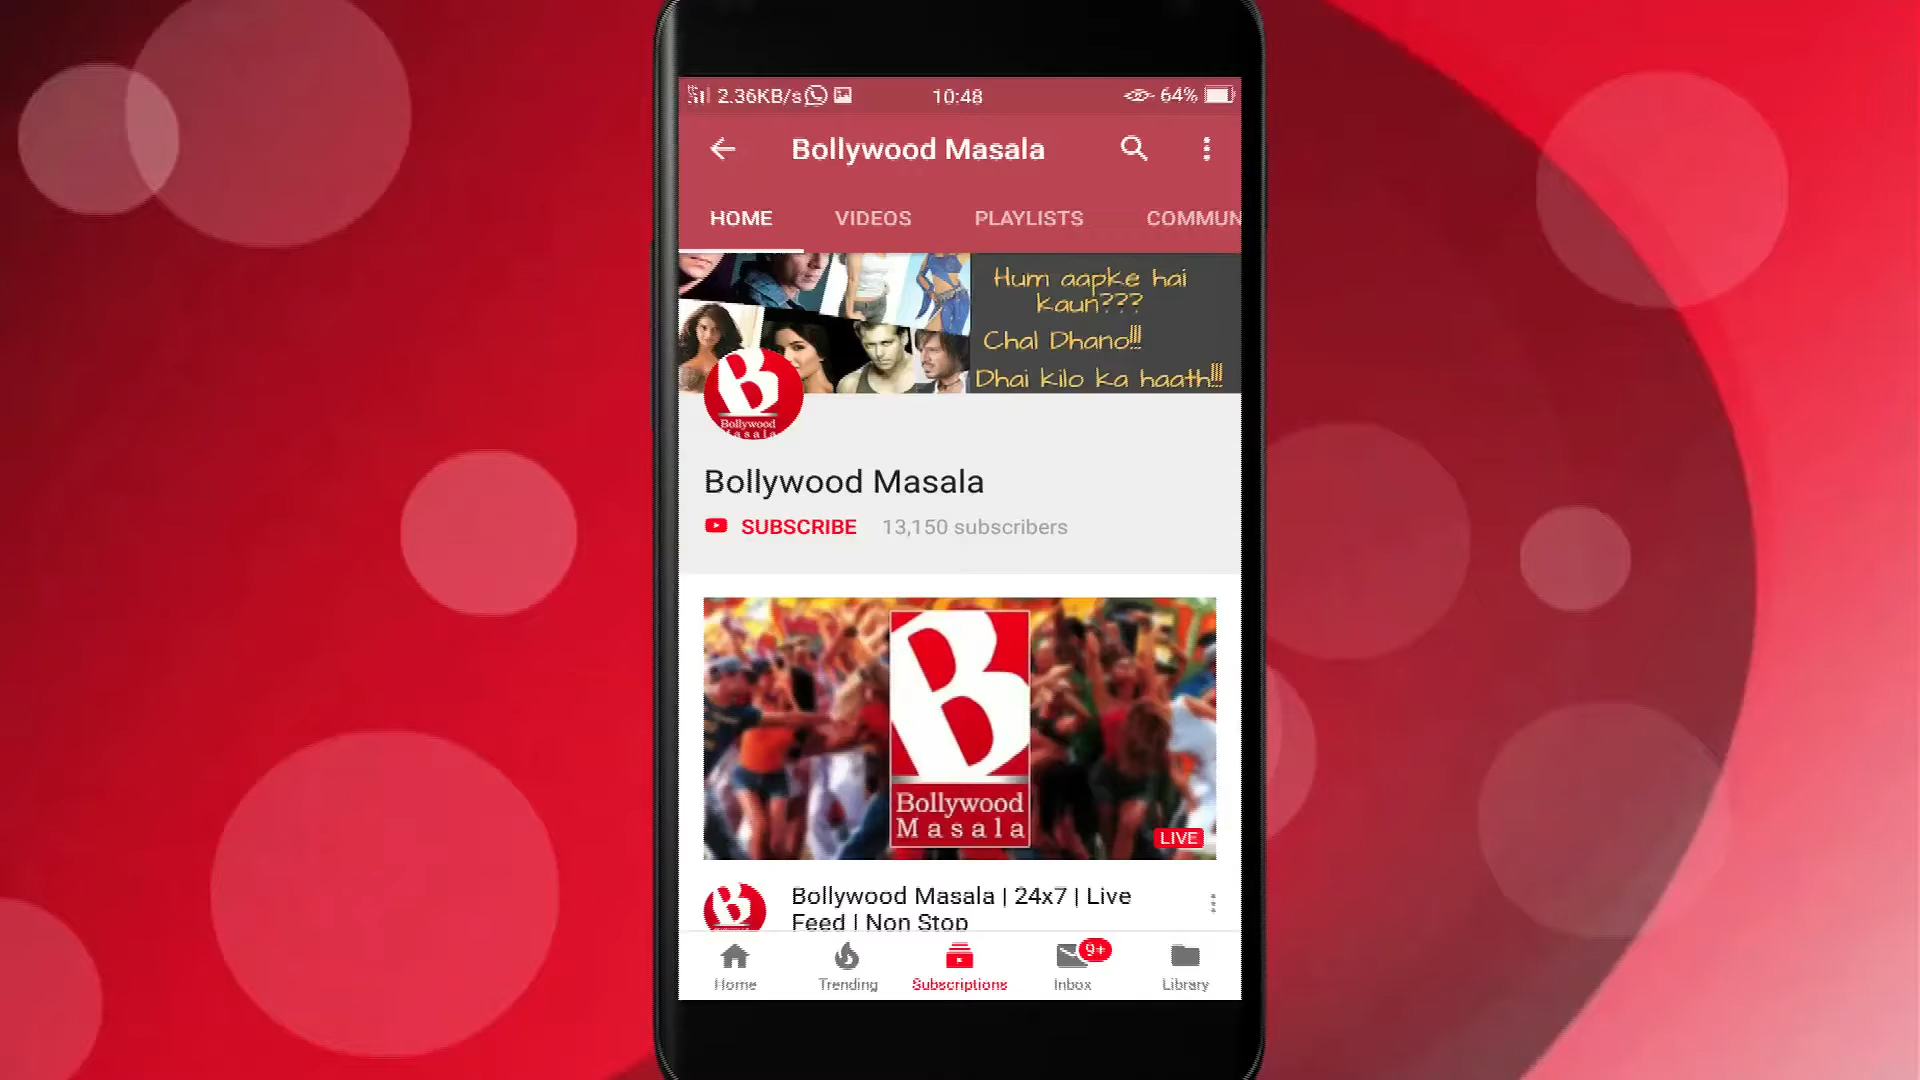 2.36KB/s 10:48 64%
Bollywood Masala
HOME VIDEOS PLAYLISTS COMMUN
Hum aapke hai
kaun???
Chal Dhano!!!
Dhai kilo ka haath!!!
B
Bollywood
Masala
Bollywood Masala
SUBSCRIBE 13,150 subscribers
B
Bollywood
Masala
LIVE
B
Bollywood Masala | 24x7 | Live
Feed | Non Stop
9+
Home Trending Subscriptions Inbox Library